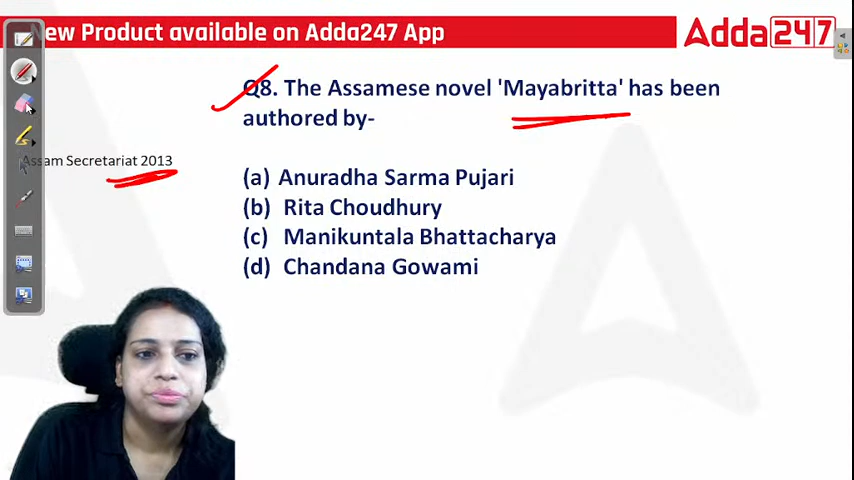 New Product available on Adda247 App
Adda247
Q8. The Assamese novel 'Mayabritta' has been
authored by-
Assam Secretariat 2013
(a) Anuradha Sarma Pujari
(b) Rita Choudhury
(c) Manikuntala Bhattacharya
(d) Chandana Gowami